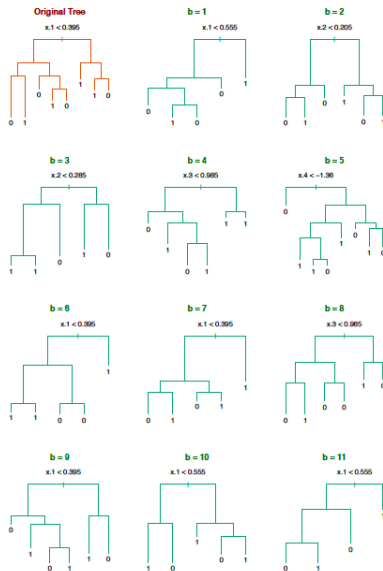 Original Tree b = 1 b = 2
x.1 < 0.395 x.1 < 0.555 x.2 < 0.205
1 1
0 0 0
0 1 0 1 0 1 0 0 1 0 1 0 1
b = 3 b = 4 b = 5
x.2 < 0.285 x.3 < 0.985 x.4 < −1.36
0 1 1 0
0 1 0 1 1 0
1 1 0 1 1 1 0 0
b = 6 b = 7 b = 8
x.1 < 0.395 x.1 < 0.395 x.3 < 0.985
1 1 1 0
1 1 0 0 0 1 0 1 0 1 0 0
b = 9 b = 10 b = 11
x.1 < 0.395 x.1 < 0.555 x.1 < 0.555
0 1 0
1 1 0 0 1
0 1 1 0 0 1